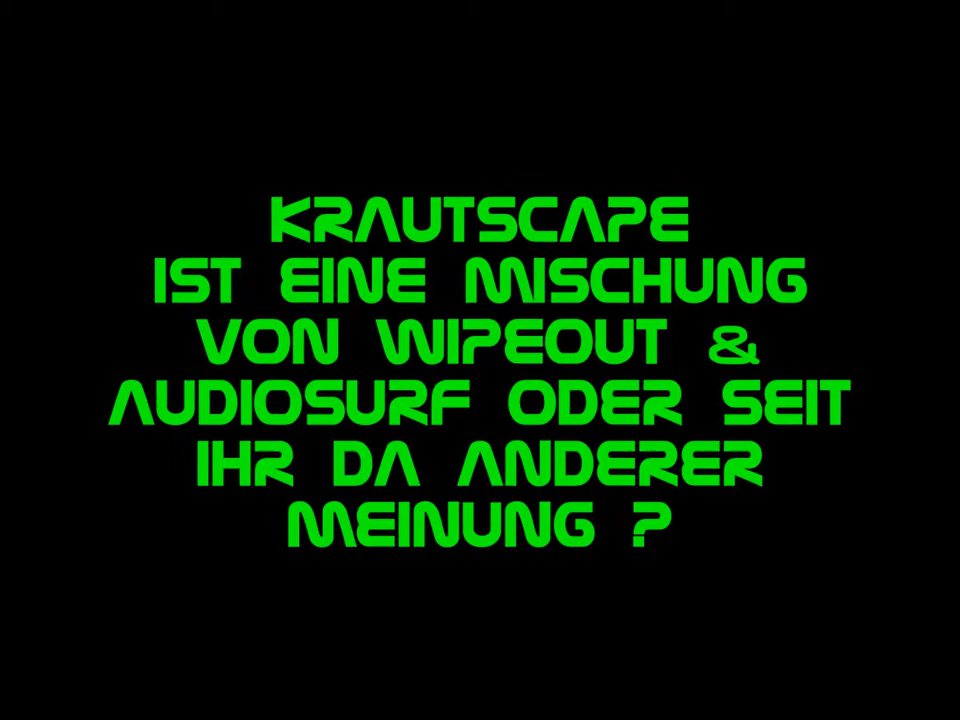 KRAUTSCAPE
IST EINE MISCHUNG
VON WIPEOUT &
AUDIOSURF ODER SEIT
IHR DA ANDERER
MEINUNG ?